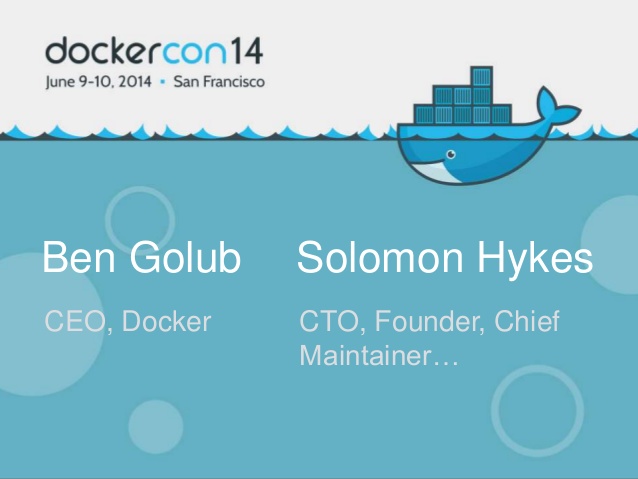 dockercon14
June 9-10, 2014 • San Francisco
Ben Golub
CEO, Docker
Solomon Hykes
CTO, Founder, Chief
Maintainer…